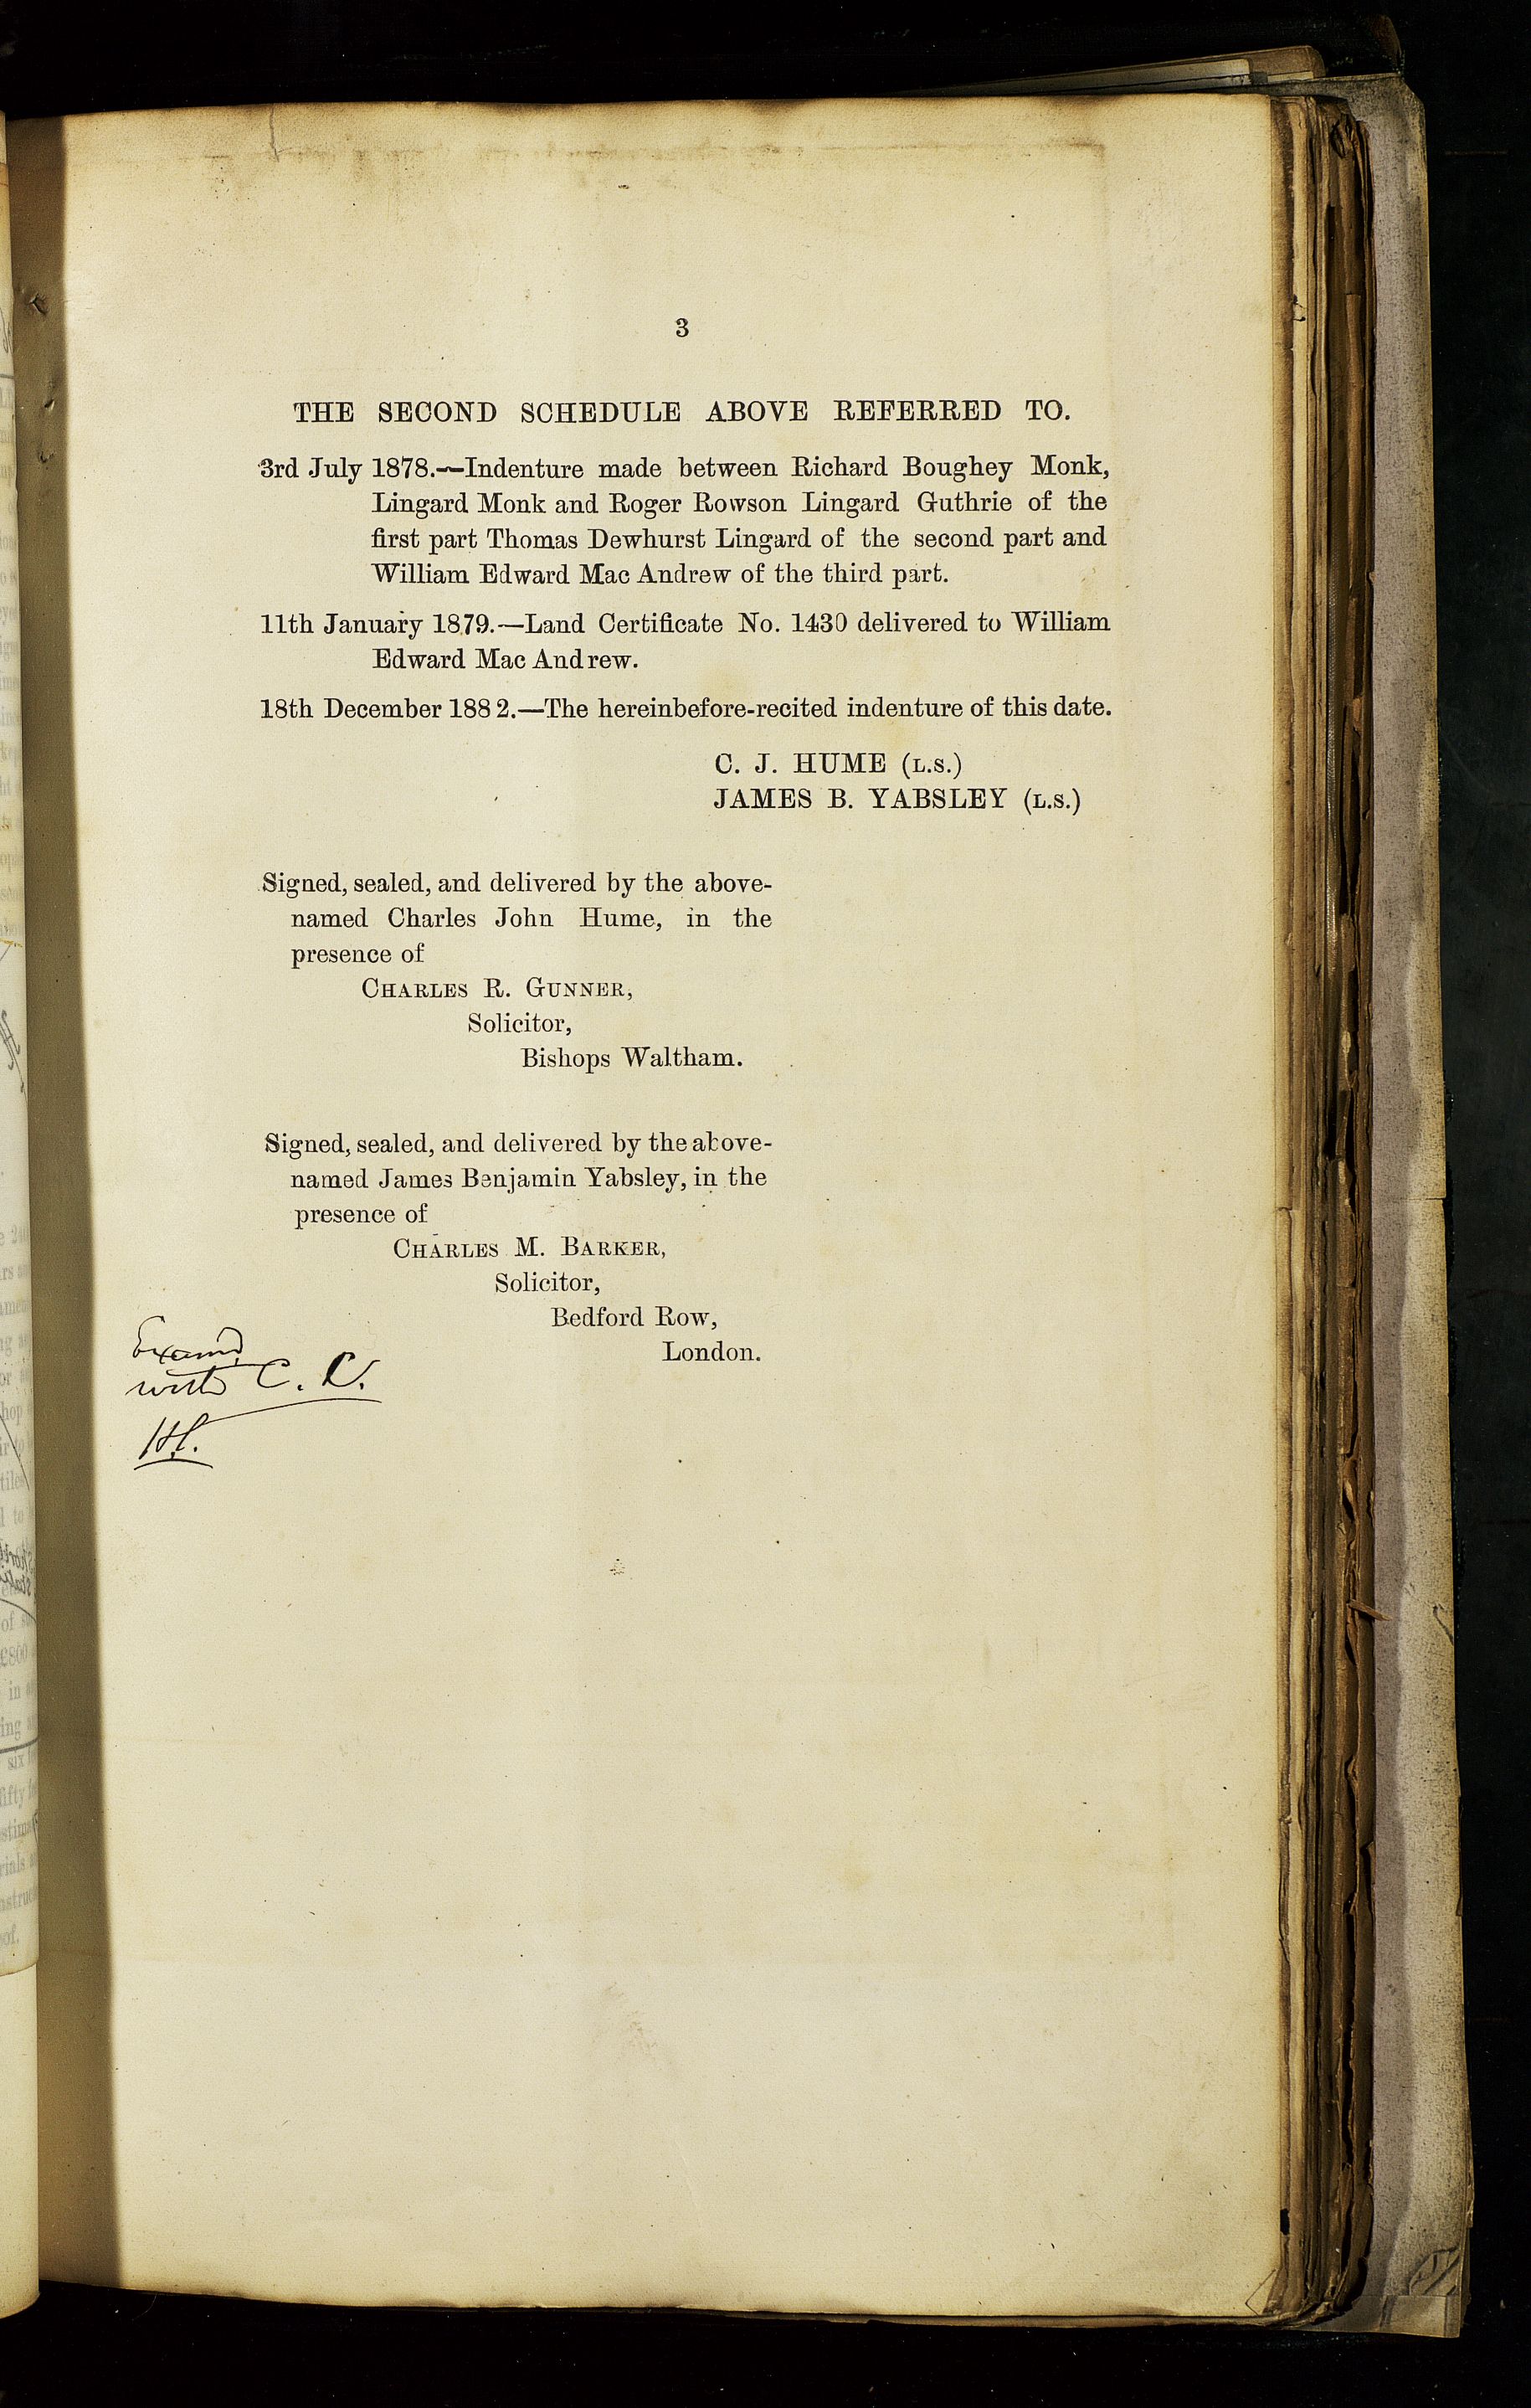 3
THE SECOND SCHEDULE ABOVE REFERRED TO.
3rd July 1878.—Indenture made between Richard Boughey Monk,
Lingard Monk and Roger Rowson Lingard Guthrie of the
first part Thomas Dewhurst Lingard of the second part and
William Edward Mac Andrew of the third part.
11th January 1879.—Land Certificate No. 1430 delivered to William
Edward Mac Andrew.
18th December 1882.—The hereinbefore-recited indenture of this date.
C. J. HUME (L.S.)
JAMES B. YABSLEY (L.S.)
Signed, sealed, and delivered by the above-
named Charles John Hume, in the
presence of
CHARLES R. GUNNER,
Solicitor,
Bishops Waltham.
Signed, sealed, and delivered by the above-
named James Benjamin Yabsley, in the
presence of
CHARLES M. BARKER,
Solicitor,
Bedford Row,
London.
Examd
with C.